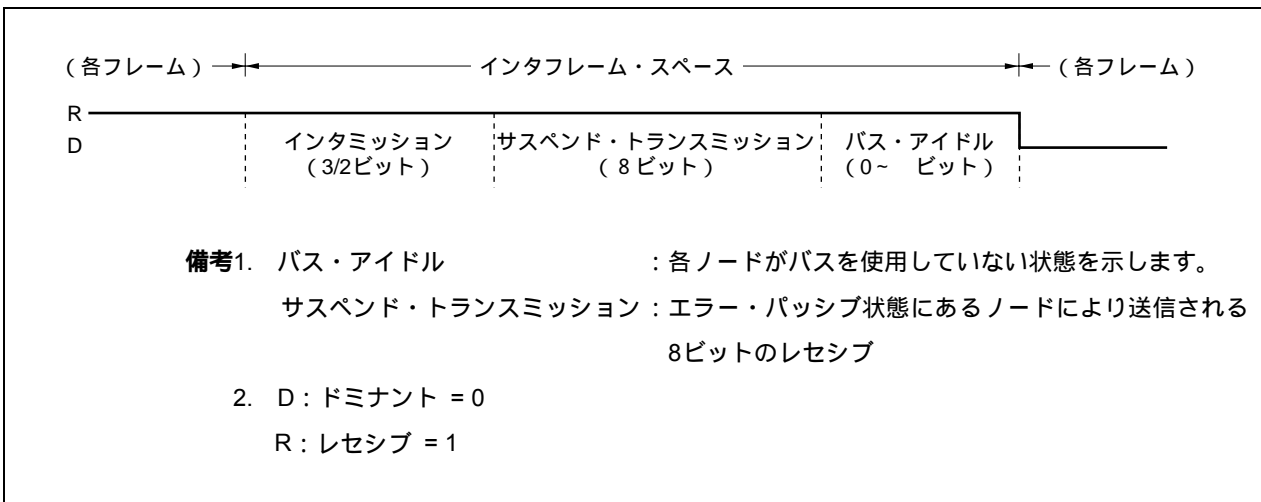 （各フレーム） インタフレーム・スペース （各フレーム）
R
D
インタミッション サスペンド・トランスミッション バス・アイドル
（3/2ビット） （8ビット） （0～ ビット）
備考1. バス・アイドル ：各ノードがバスを使用していない状態を示します。
サスペンド・トランスミッション：エラー・パッシブ状態にあるノードにより送信される
8ビットのレセシブ
2. D：ドミナント = 0
R：レセシブ = 1